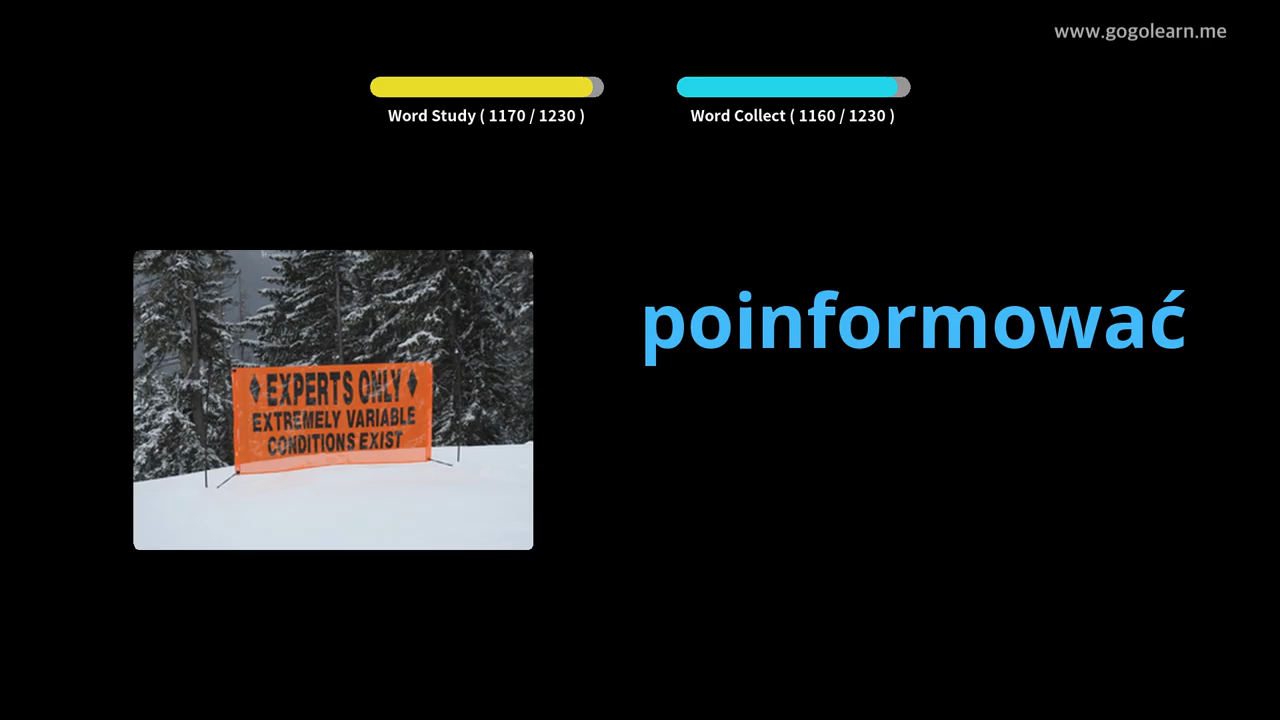 www.gogolearn.me
Word Study ( 1170 / 1230 )
Word Collect ( 1160 / 1230 )
EXPERTS ONLY
EXTREMELY VARIABLE
CONDITIONS EXIST
poinformować